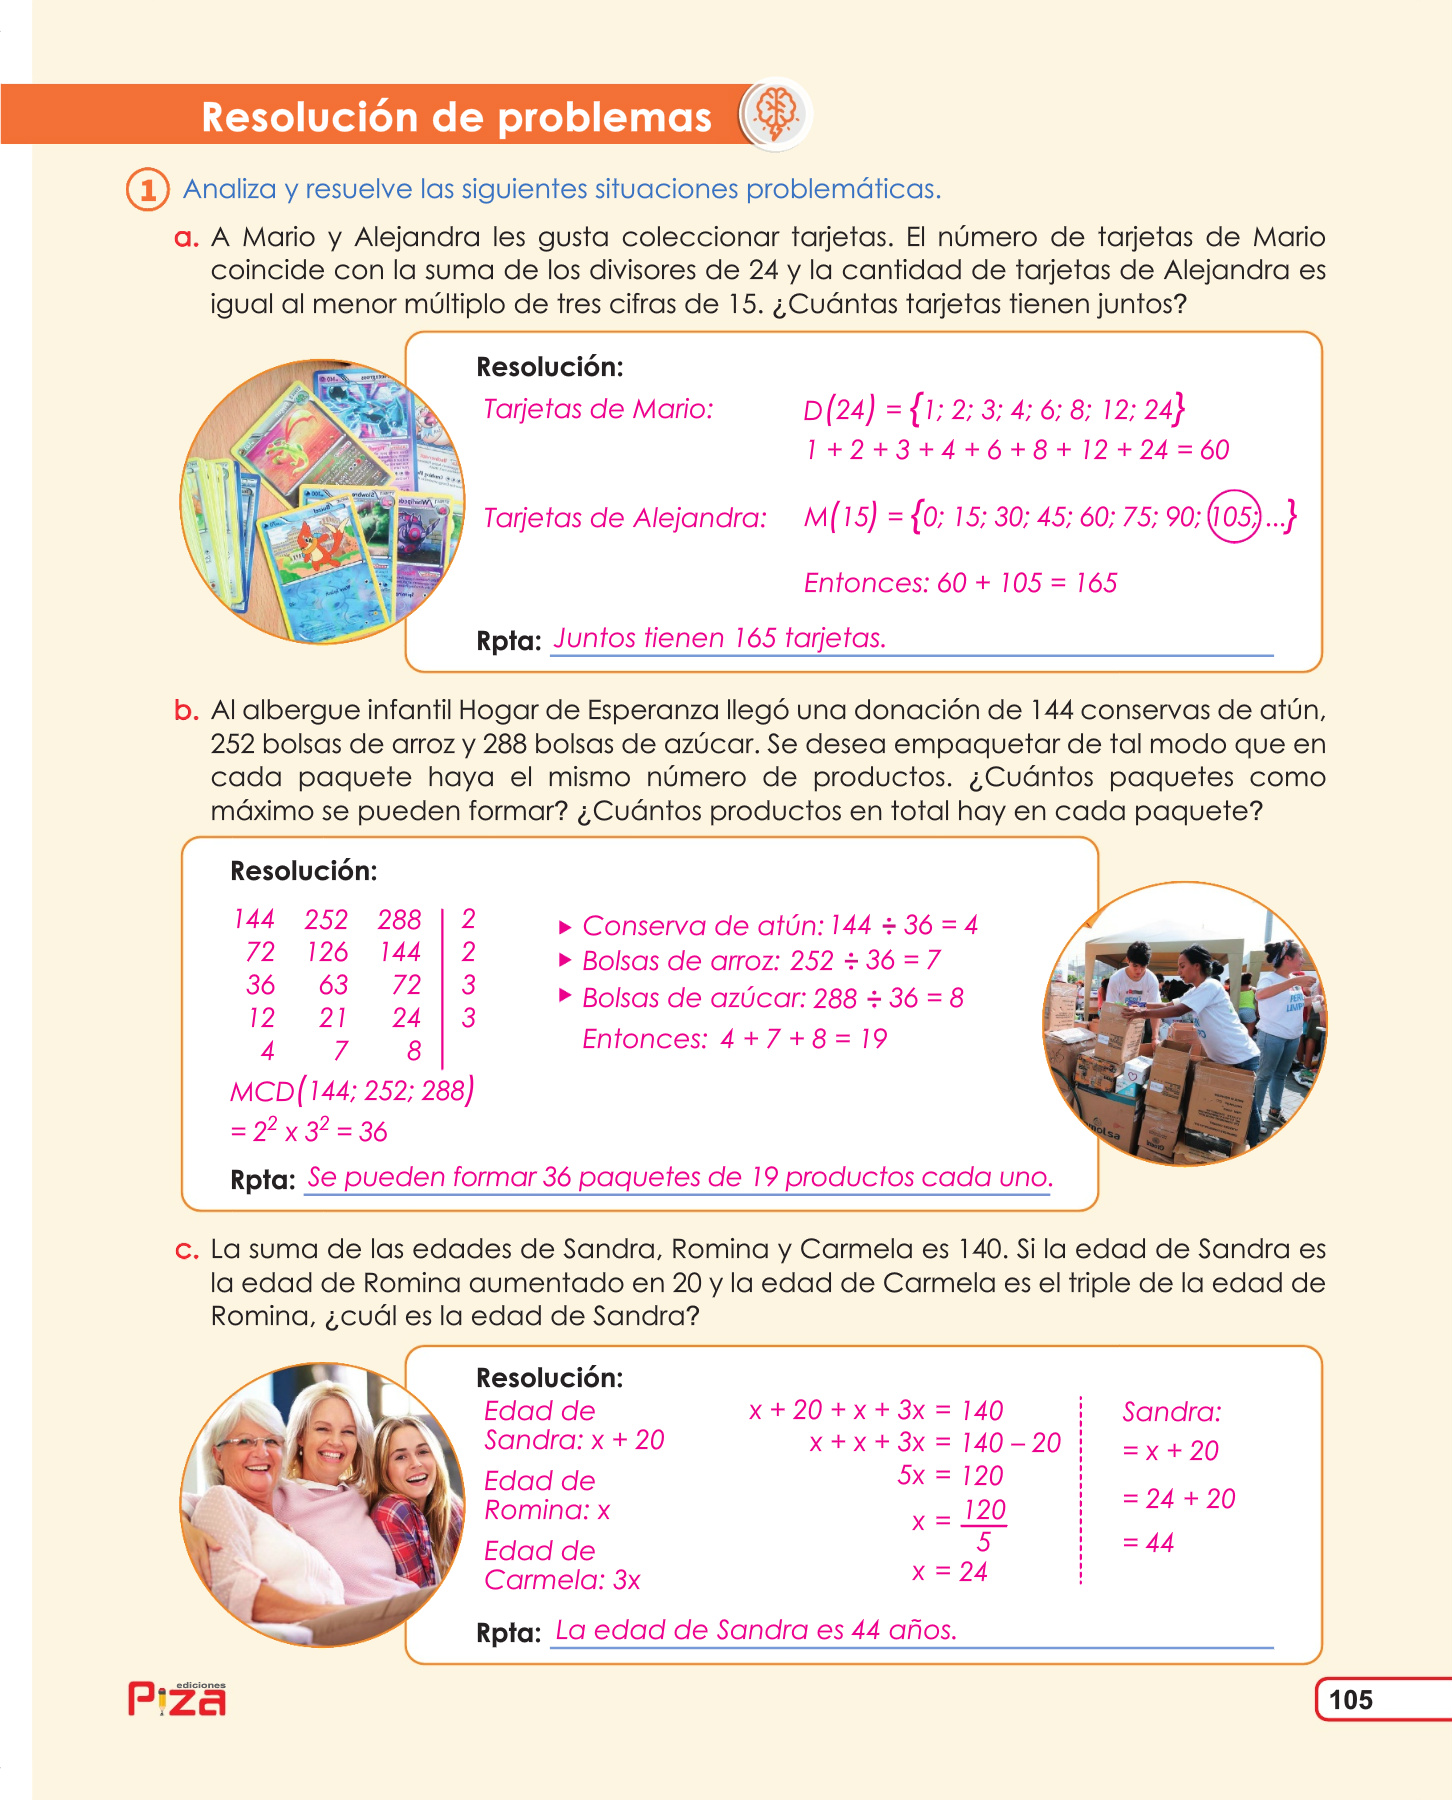 Resolución de problemas
1 Analiza y resuelve las siguientes situaciones problemáticas.
a. A Mario y Alejandra les gusta coleccionar tarjetas. El número de tarjetas de Mario
coincide con la suma de los divisores de 24 y la cantidad de tarjetas de Alejandra es
igual al menor múltiplo de tres cifras de 15. ¿Cuántas tarjetas tienen juntos?
Resolución:
Tarjetas de Mario: D(24) = {1; 2; 3; 4; 6; 8; 12; 24}
1 + 2 + 3 + 4 + 6 + 8 + 12 + 24 = 60
Tarjetas de Alejandra: M(15) = {0; 15; 30; 45; 60; 75; 90; 105; ...}
Entonces: 60 + 105 = 165
Rpta: Juntos tienen 165 tarjetas.
b. Al albergue infantil Hogar de Esperanza llegó una donación de 144 conservas de atún,
252 bolsas de arroz y 288 bolsas de azúcar. Se desea empaquetar de tal modo que en
cada paquete haya el mismo número de productos. ¿Cuántos paquetes como
máximo se pueden formar? ¿Cuántos productos en total hay en cada paquete?
Resolución:
144 252 288 | 2
72 126 144 | 2
36 63 72 | 3
12 21 24 | 3
4 7 8 |
MCD(144; 252; 288)
= 2² x 3² = 36
▸ Conserva de atún: 144 ÷ 36 = 4
▸ Bolsas de arroz: 252 ÷ 36 = 7
▸ Bolsas de azúcar: 288 ÷ 36 = 8
Entonces: 4 + 7 + 8 = 19
Rpta: Se pueden formar 36 paquetes de 19 productos cada uno.
c. La suma de las edades de Sandra, Romina y Carmela es 140. Si la edad de Sandra es
la edad de Romina aumentado en 20 y la edad de Carmela es el triple de la edad de
Romina, ¿cuál es la edad de Sandra?
Resolución:
Edad de
Sandra: x + 20
Edad de
Romina: x
Edad de
Carmela: 3x
x + 20 + x + 3x = 140
x + x + 3x = 140 – 20
5x = 120
x = 120/5
x = 24
Sandra:
= x + 20
= 24 + 20
= 44
Rpta: La edad de Sandra es 44 años.
ediciones
Piza
105